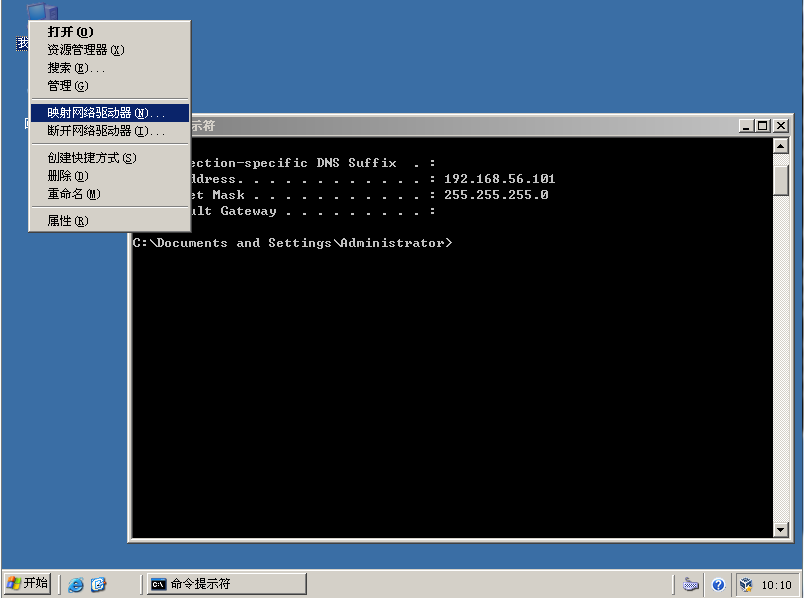 我
打开(O)
资源管理器(X)
搜索(E)...
管理(G)
映射网络驱动器(N)...
断开网络驱动器(I)...
创建快捷方式(S)
删除(D)
重命名(M)
属性(R)
示符
ection-specific DNS Suffix . :
dress. . . . . . . . . . . . : 192.168.56.101
et Mask . . . . . . . . . . . : 255.255.255.0
ult Gateway . . . . . . . . . :
C:\Documents and Settings\Administrator>
开始
C:\ 命令提示符
10:10